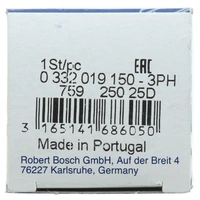 1St/pc EAC
0 332 019 150 - 3PH
759 250 25D
3 165141 686050
Made in Portugal
Robert Bosch GmbH, Auf der Breit 4
76227 Karlsruhe, Germany